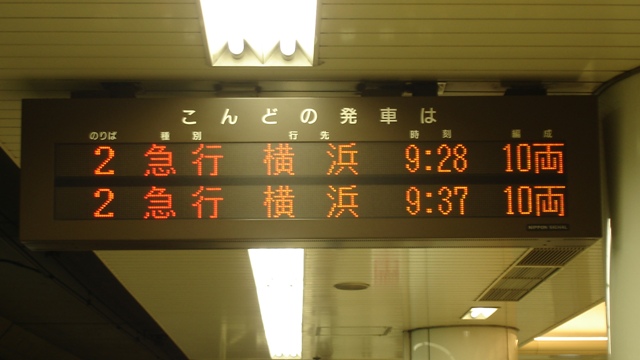 こんどの発車は
のりば 種別 行先 時刻 編成
2 急行 横浜 9:28 10両
2 急行 横浜 9:37 10両
NIPPON SIGNAL